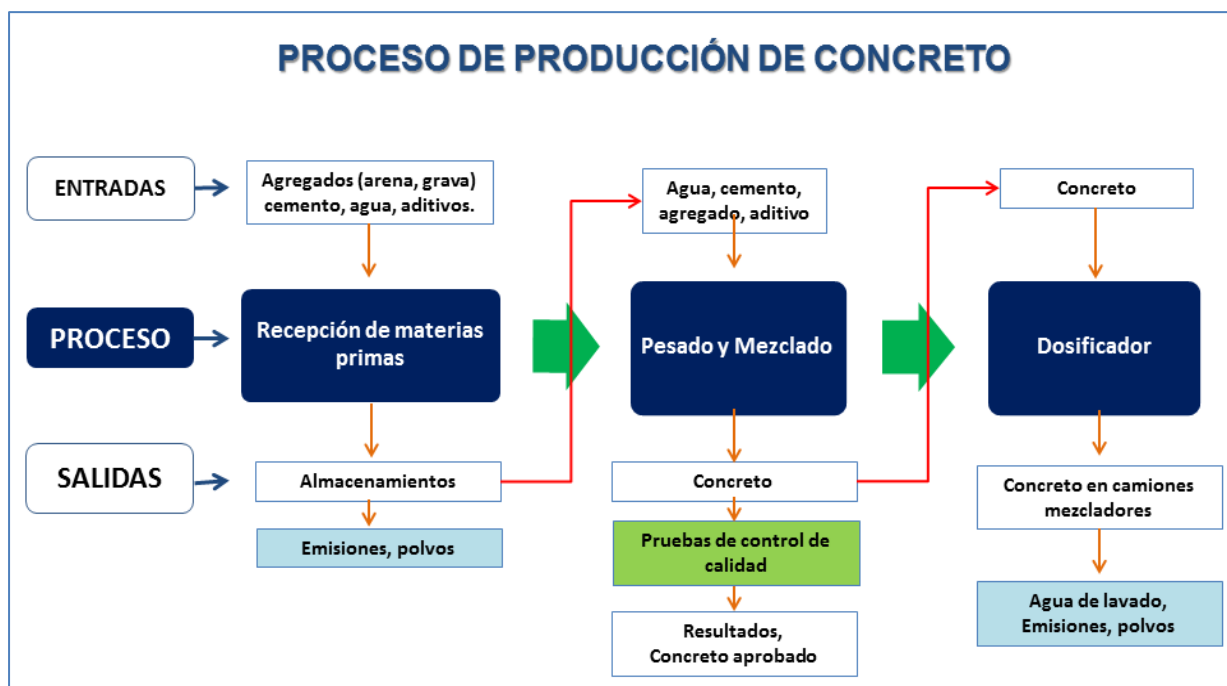 PROCESO DE PRODUCCIÓN DE CONCRETO
ENTRADAS
Agregados (arena, grava)
cemento, agua, aditivos.
Agua, cemento,
agregado, aditivo
Concreto
PROCESO
Recepción de materias
primas
Pesado y Mezclado
Dosificador
SALIDAS
Almacenamientos
Concreto
Concreto en camiones
mezcladores
Emisiones, polvos
Pruebas de control de
calidad
Agua de lavado,
Emisiones, polvos
Resultados,
Concreto aprobado